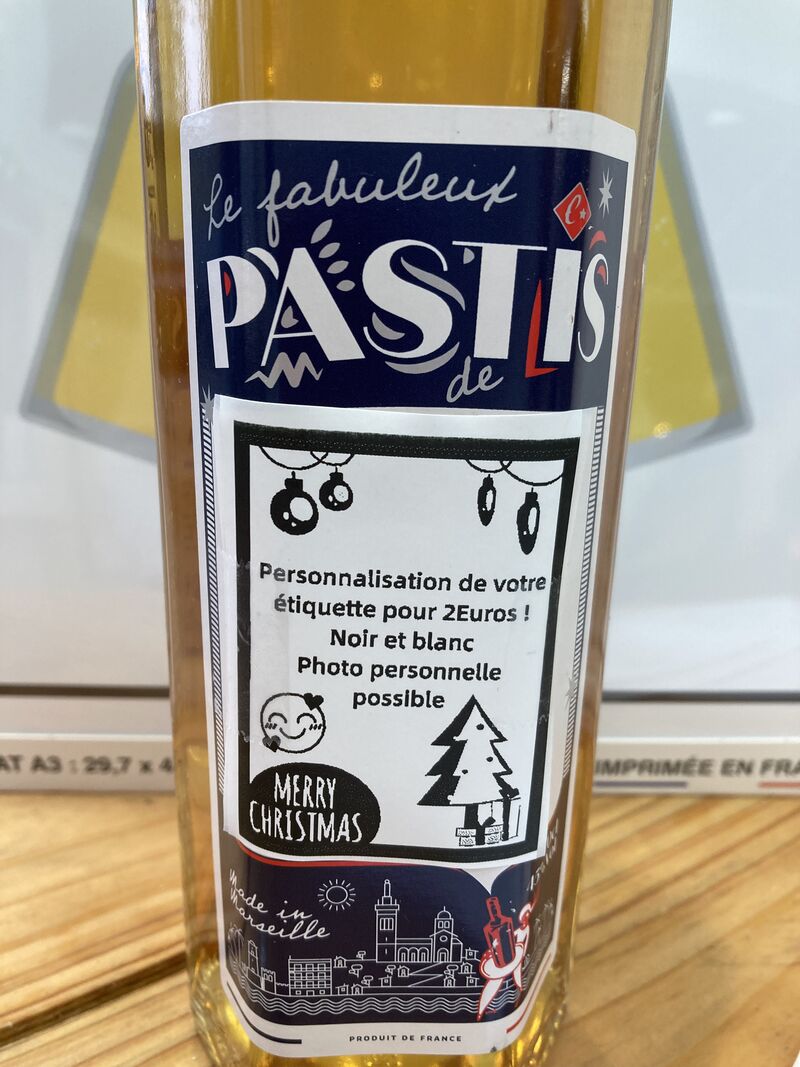 Le fabuleux
PASTIS
de
Personnalisation de votre
étiquette pour 2Euros !
Noir et blanc
Photo personnelle
possible
MERRY
CHRISTMAS
Made in
Marseille
PRODUIT DE FRANCE
AT A3 : 29,7 x 4
IMPRIMÉE EN FRA